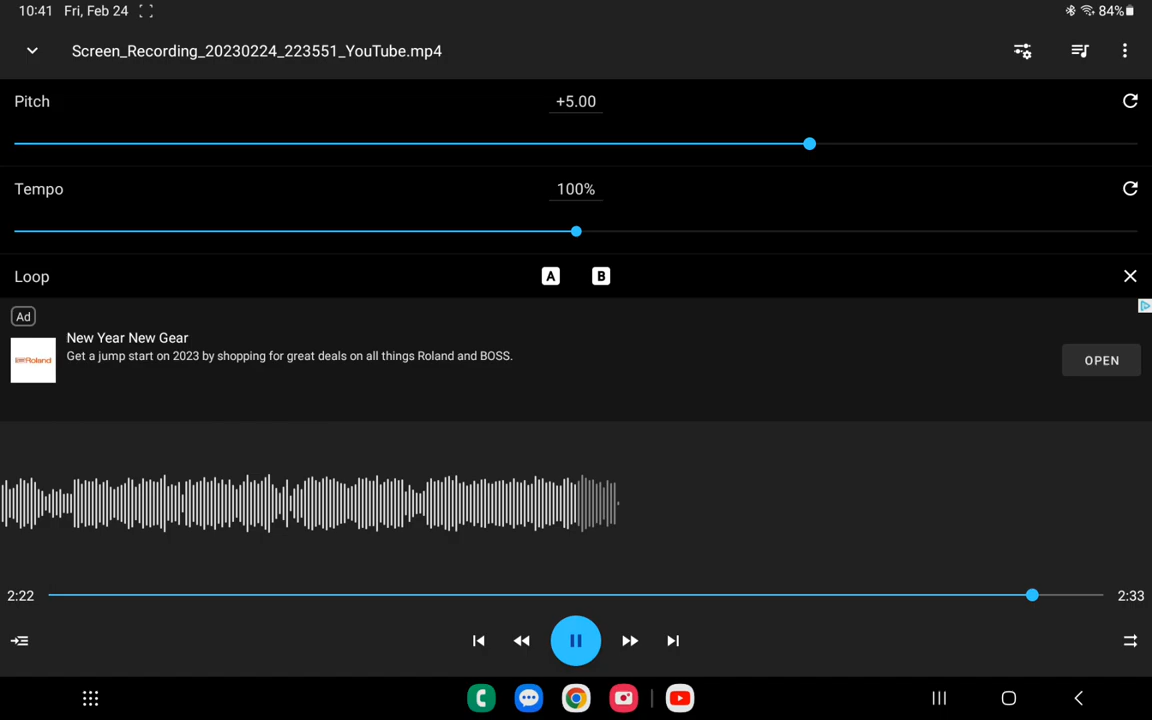 10:41 Fri, Feb 24 84%
Screen_Recording_20230224_223551_YouTube.mp4
Pitch +5.00
Tempo 100%
Loop A B
Ad
New Year New Gear
Roland Get a jump start on 2023 by shopping for great deals on all things Roland and BOSS.
OPEN
2:22 2:33